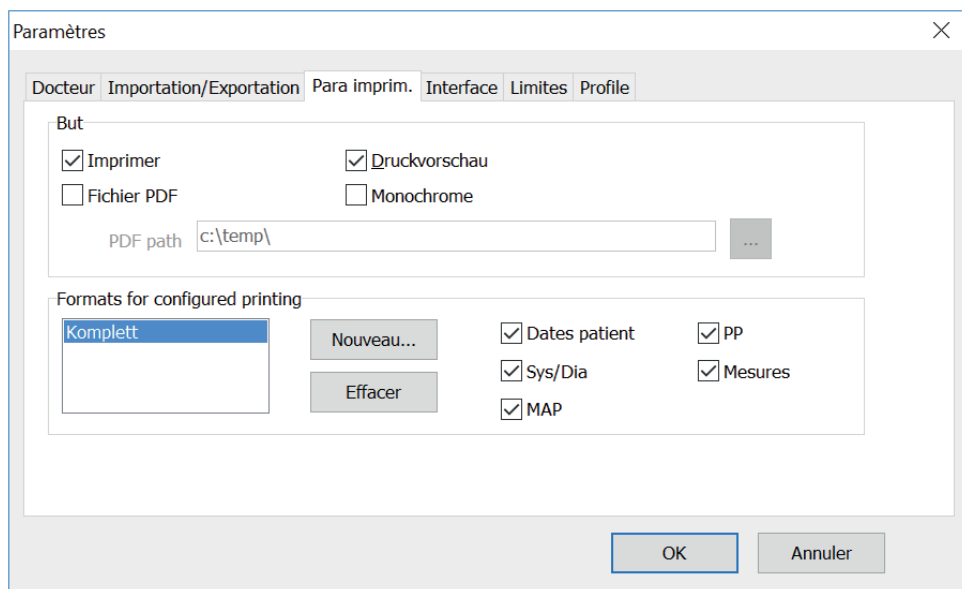 Paramètres
Docteur Importation/Exportation Para imprim. Interface Limites Profile
But
Imprimer Druckvorschau
Fichier PDF Monochrome
PDF path c:\temp\ ...
Formats for configured printing
Komplett Nouveau... Dates patient PP
Effacer Sys/Dia Mesures
MAP
OK Annuler